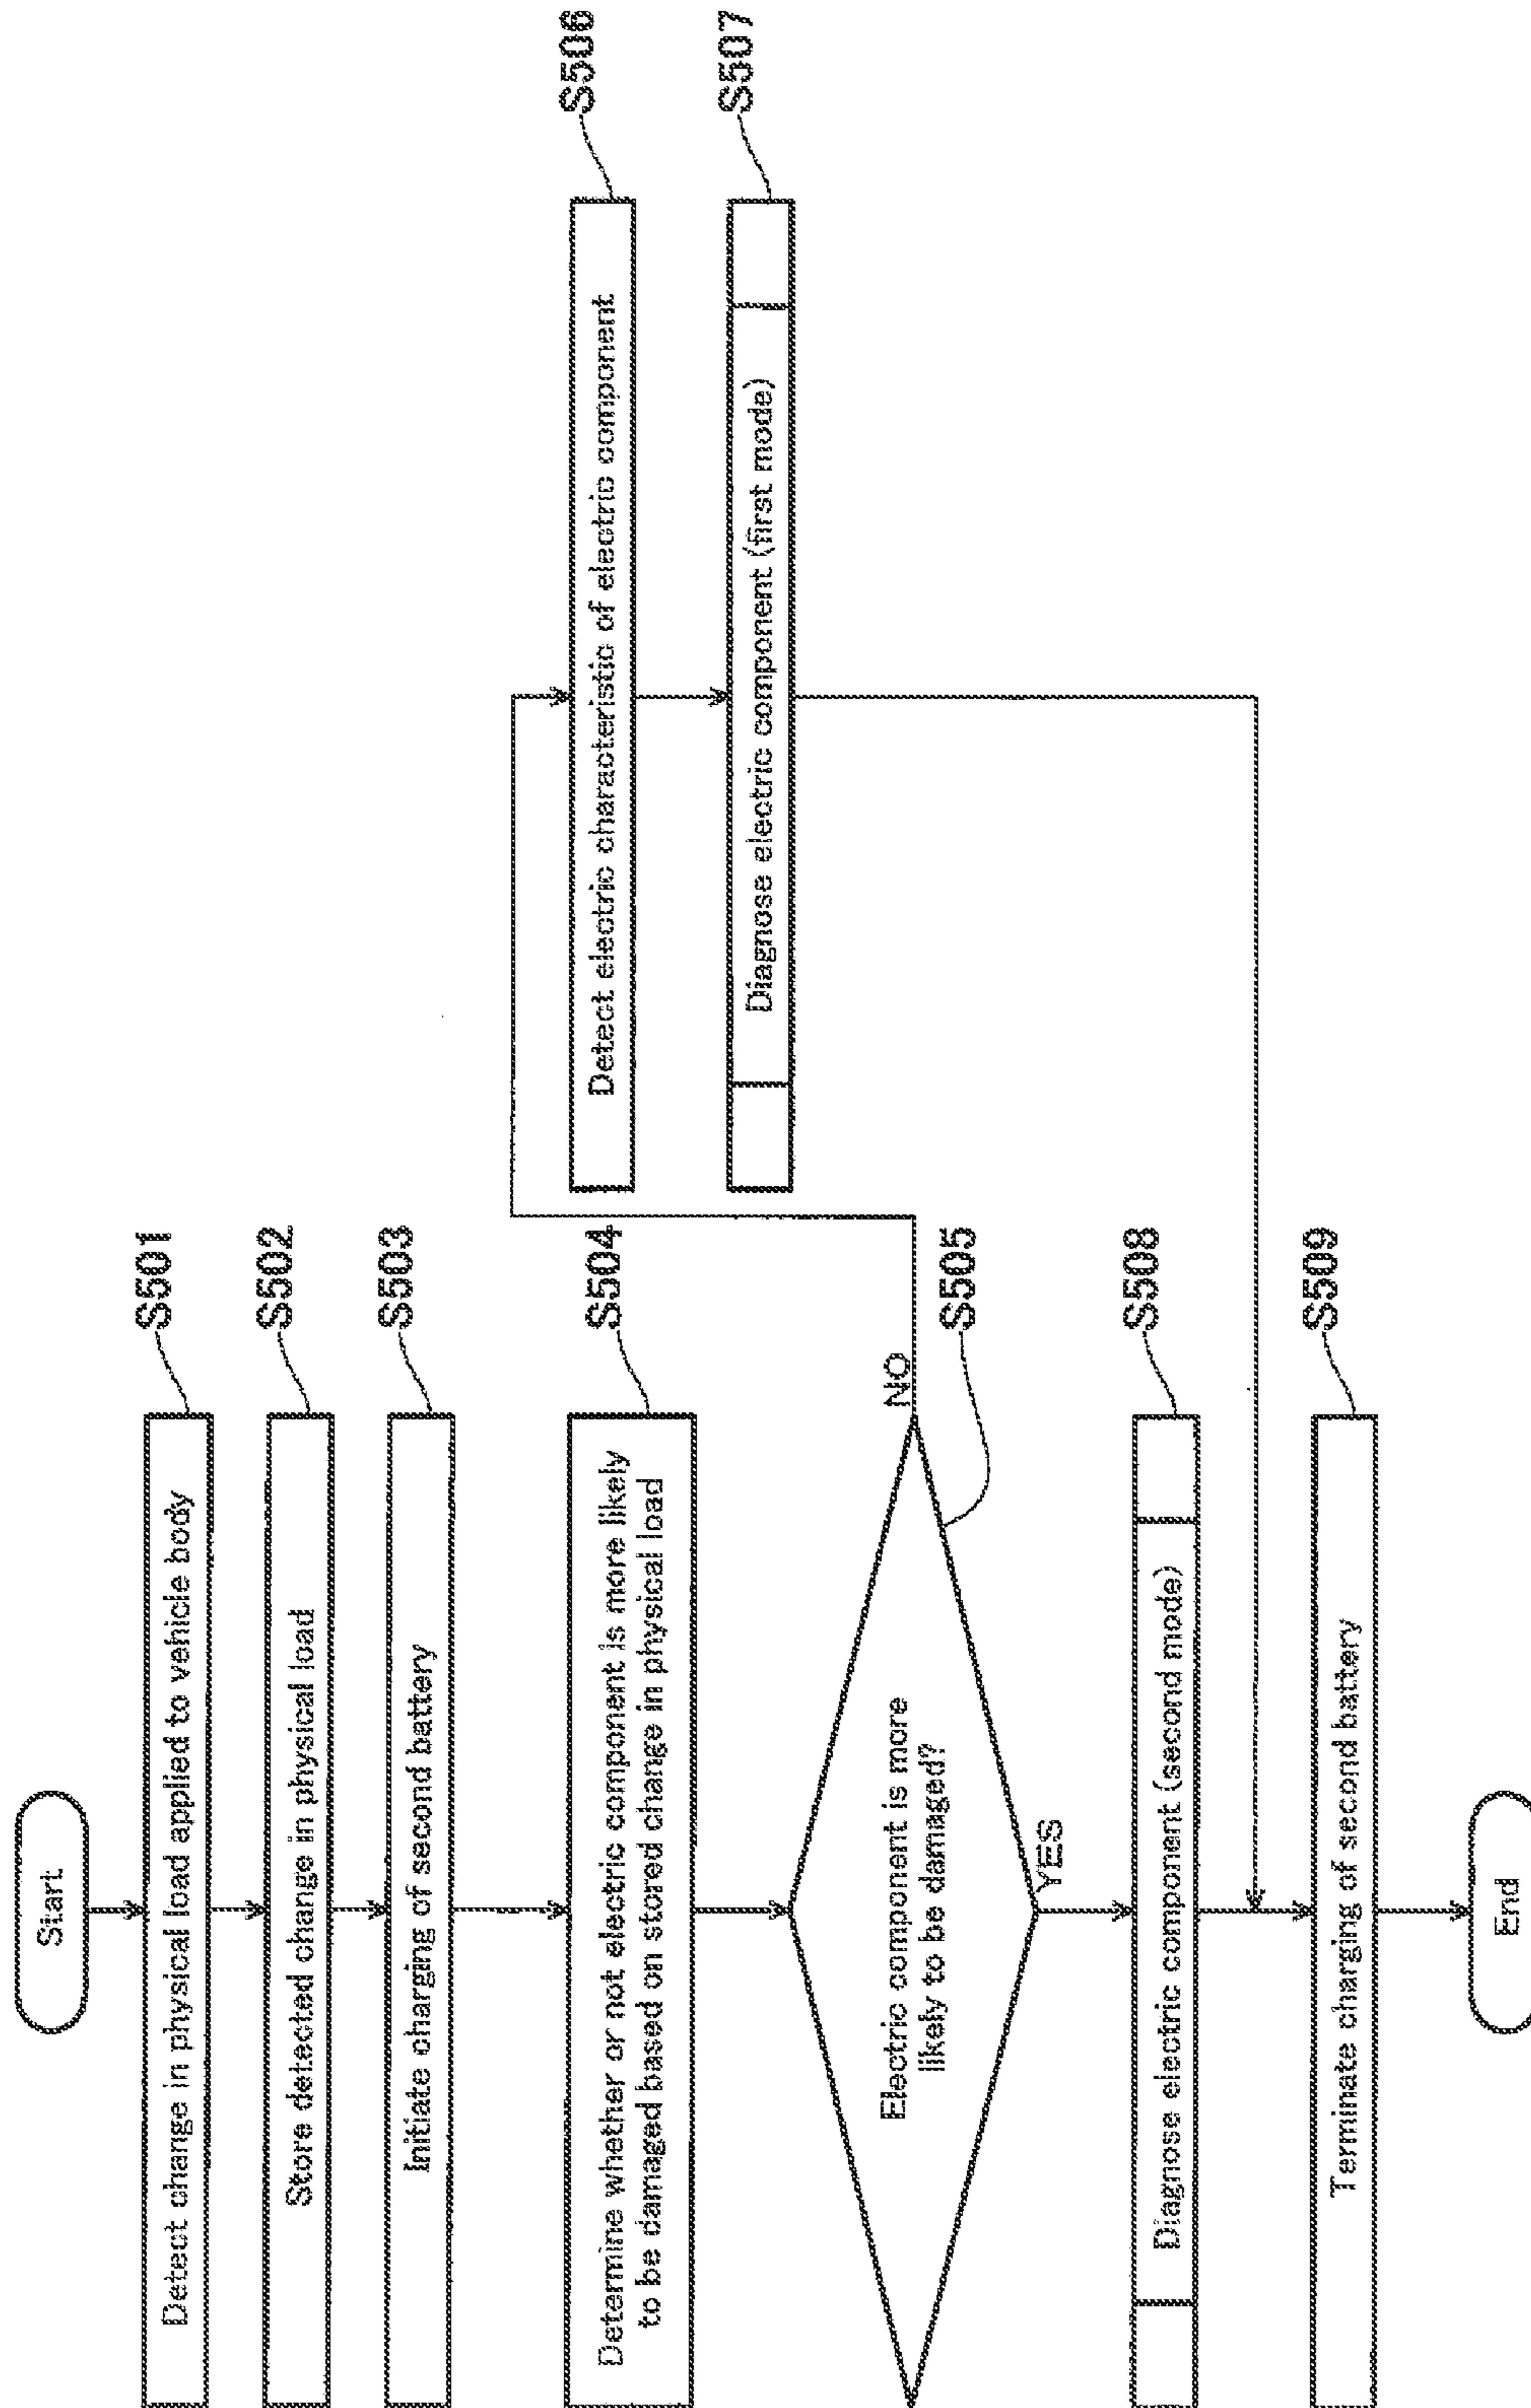 Start
Detect change in physical load applied to vehicle body
S501
Store detected change in physical load
S502
Initiate charging of second battery
S503
Determine whether or not electric component is more likely
to be damaged based on stored change in physical load
S504
Electric component is more
likely to be damaged?
S505
NO
YES
Detect electric characteristic of electric component
S506
Diagnose electric component (first mode)
S507
Diagnose electric component (second mode)
S508
Terminate charging of second battery
S509
End